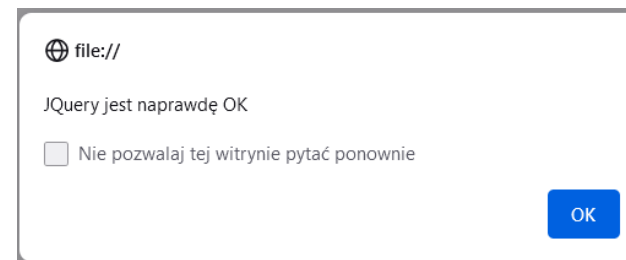 file://
JQuery jest naprawdę OK
Nie pozwalaj tej witrynie pytać ponownie
OK